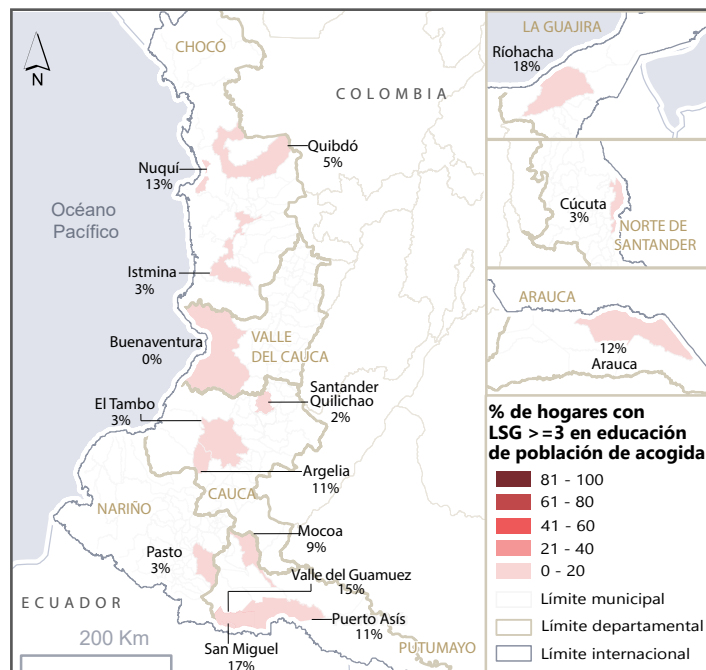 CHOCÓ
N
COLOMBIA
Quibdó
5%
Nuquí
13%
Océano
Pacífico
Istmina
3%
Buenaventura
0%
VALLE
DEL CAUCA
Santander
Quilichao
2%
El Tambo
3%
Argelia
11%
CAUCA
NARIÑO
Mocoa
9%
Pasto
3%
Valle del Guamuez
15%
ECUADOR
Puerto Asís
11%
200 Km
San Miguel
17%
PUTUMAYO
LA GUAJIRA
Ríohacha
18%
Cúcuta
3%
NORTE DE
SANTANDER
ARAUCA
12%
Arauca
% de hogares con
LSG >=3 en educación
de población de acogida
81 - 100
61 - 80
41 - 60
21 - 40
0 - 20
Límite municipal
Límite departamental
Límite internacional